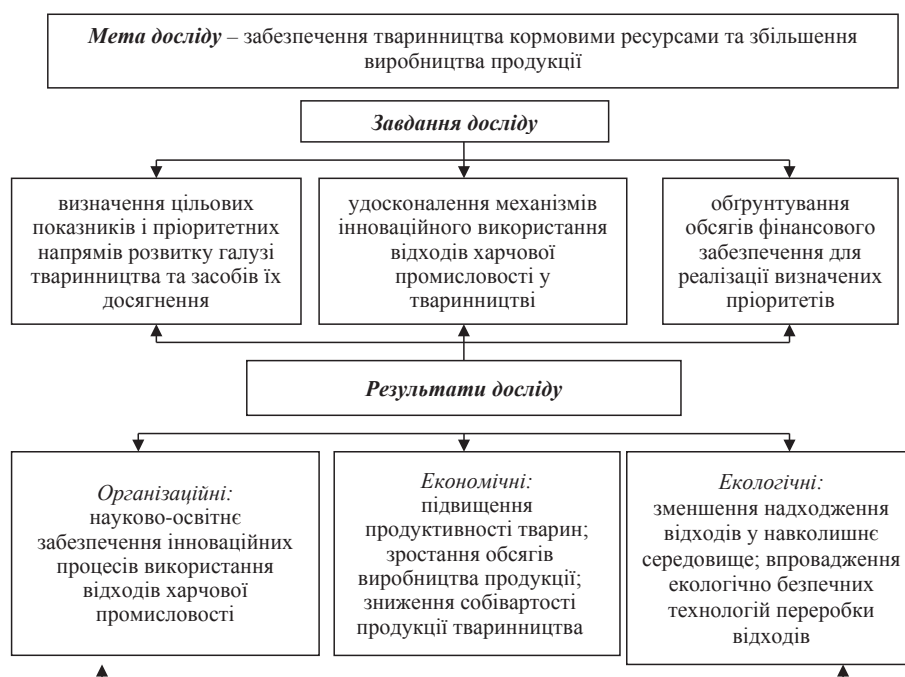 Мета досліду – забезпечення тваринництва кормовими ресурсами та збільшення
виробництва продукції
Завдання досліду
визначення цільових
показників і пріоритетних
напрямів розвитку галузі
тваринництва та засобів їх
досягнення
удосконалення механізмів
інноваційного використання
відходів харчової
промисловості у
тваринництві
обґрунтування
обсягів фінансового
забезпечення для
реалізації визначених
пріоритетів
Результати досліду
Організаційні:
науково-освітнє
забезпечення інноваційних
процесів використання
відходів харчової
промисловості
Економічні:
підвищення
продуктивності тварин;
зростання обсягів
виробництва продукції;
зниження собівартості
продукції тваринництва
Екологічні:
зменшення надходження
відходів у навколишнє
середовище; впровадження
екологічно безпечних
технологій переробки
відходів